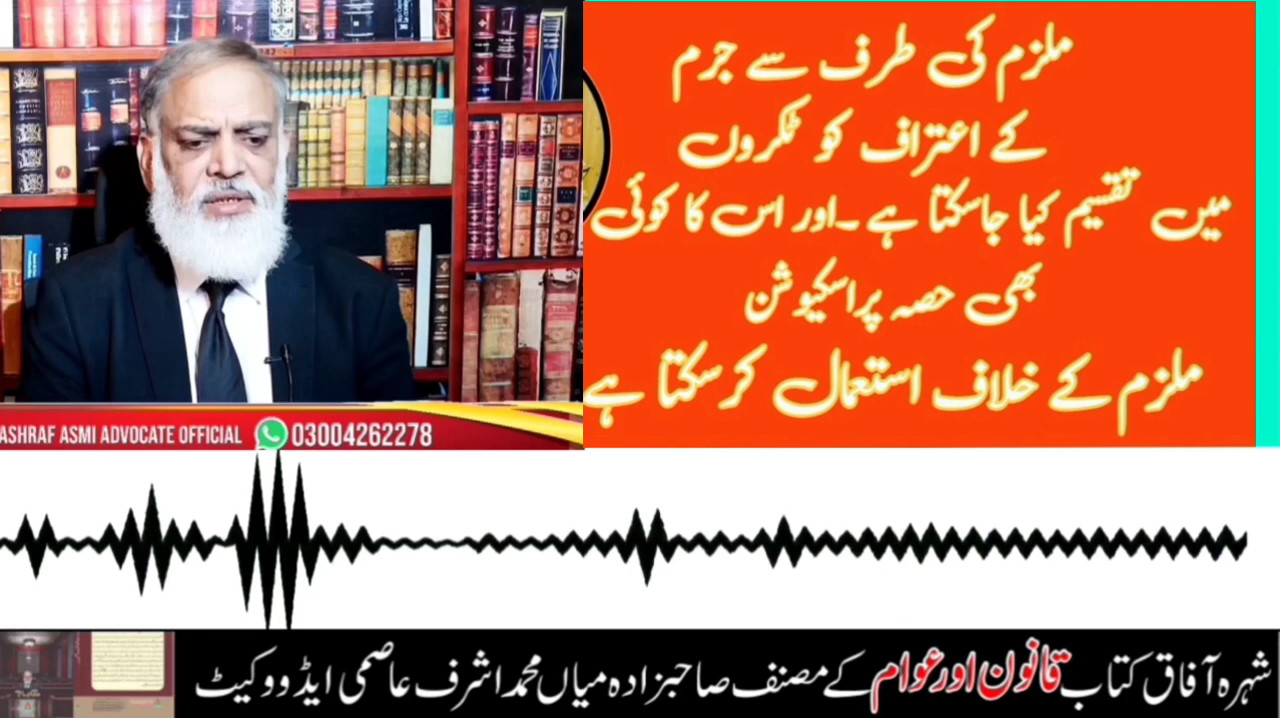 ملزم کی طرف سے جرم
کے اعتراف کو ٹکروں
میں تقسیم کیا جاسکتا ہے ۔اور اس کا کوئی
بھی حصہ پراسکیوشن
ملزم کے خلاف استعمال کرسکتا ہے
ASHRAF ASMI ADVOCATE OFFICIAL 03004262278
شہرہ آفاق کتاب قانون اور عوام کے مصنف صاحبزادہ میاں محمد اشرف عاصمی ایڈووکیٹ